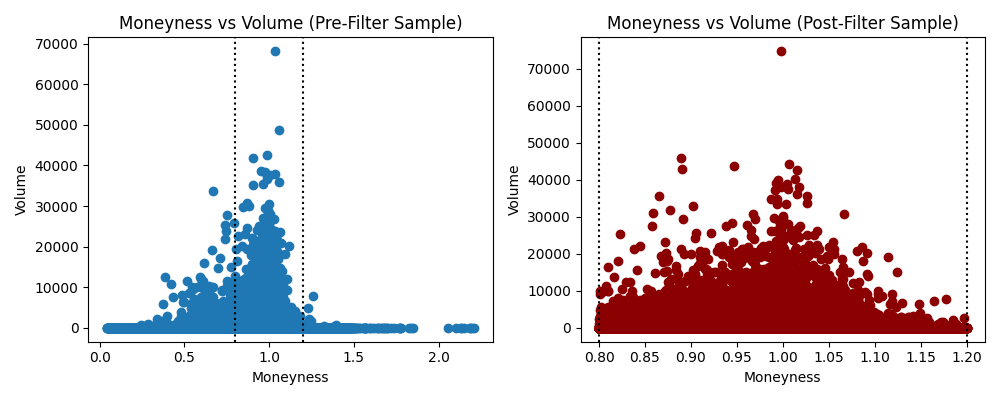 Moneyness vs Volume (Pre-Filter Sample)
70000
60000
50000
40000
30000
20000
10000
0
Volume
0.0 0.5 1.0 1.5 2.0
Moneyness
Moneyness vs Volume (Post-Filter Sample)
70000
60000
50000
40000
30000
20000
10000
0
Volume
0.80 0.85 0.90 0.95 1.00 1.05 1.10 1.15 1.20
Moneyness